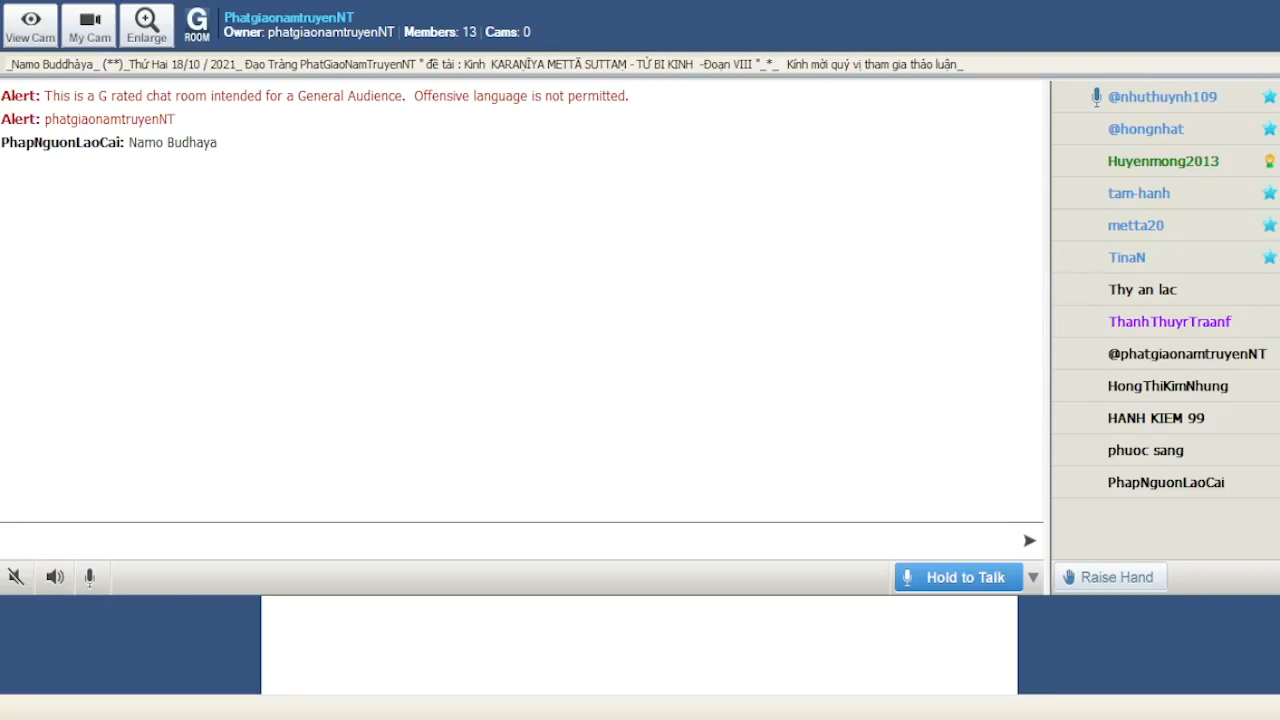 View Cam
My Cam
Enlarge
G
ROOM
PhatgiaonamtruyenNT
Owner: phatgiaonamtruyenNT | Members: 13 | Cams: 0
_Namo Buddhàya_ (**)_Thứ Hai 18/10 / 2021_ Đạo Tràng PhatGiaoNamTruyenNT " đề tài : Kinh KARAṆĪYA METTĀ SUTTAṂ - TỪ BI KINH -Đoạn VIII "_*_ Kính mời quý vị tham gia thảo luận_
Alert: This is a G rated chat room intended for a General Audience. Offensive language is not permitted.
Alert: phatgiaonamtruyenNT
PhapNguonLaoCai: Namo Budhaya
@nhuthuynh109
@hongnhat
Huyenmong2013
tam-hanh
metta20
TinaN
Thy an lac
ThanhThuyrTraanf
@phatgiaonamtruyenNT
HongThiKimNhung
HANH KIEM 99
phuoc sang
PhapNguonLaoCai
Hold to Talk
Raise Hand